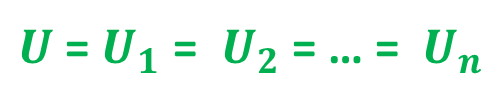 U = U₁ = U₂ = ... = Uₙ